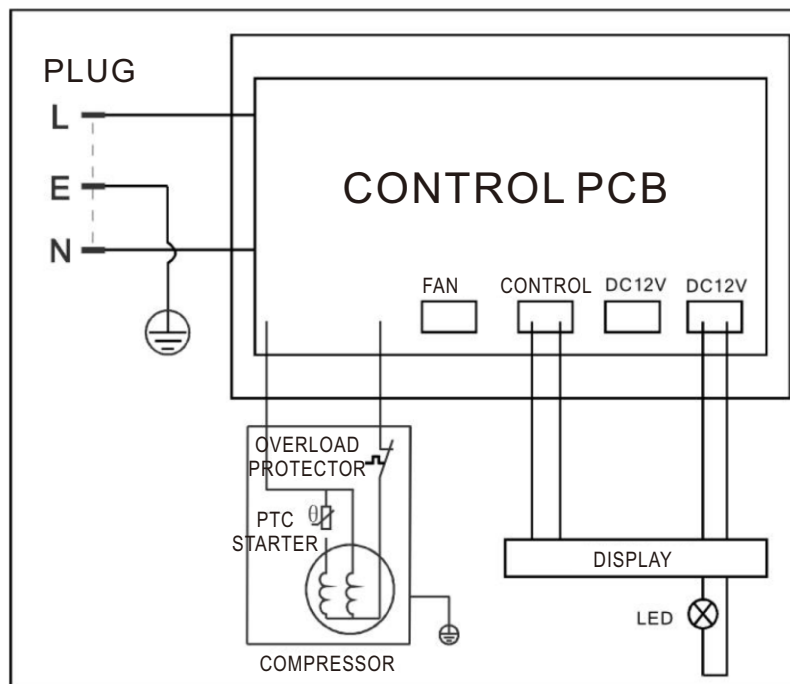 PLUG
L
E
N
CONTROL PCB
FAN
CONTROL
DC12V
DC12V
OVERLOAD
PROTECTOR
θ
PTC
STARTER
DISPLAY
LED
COMPRESSOR